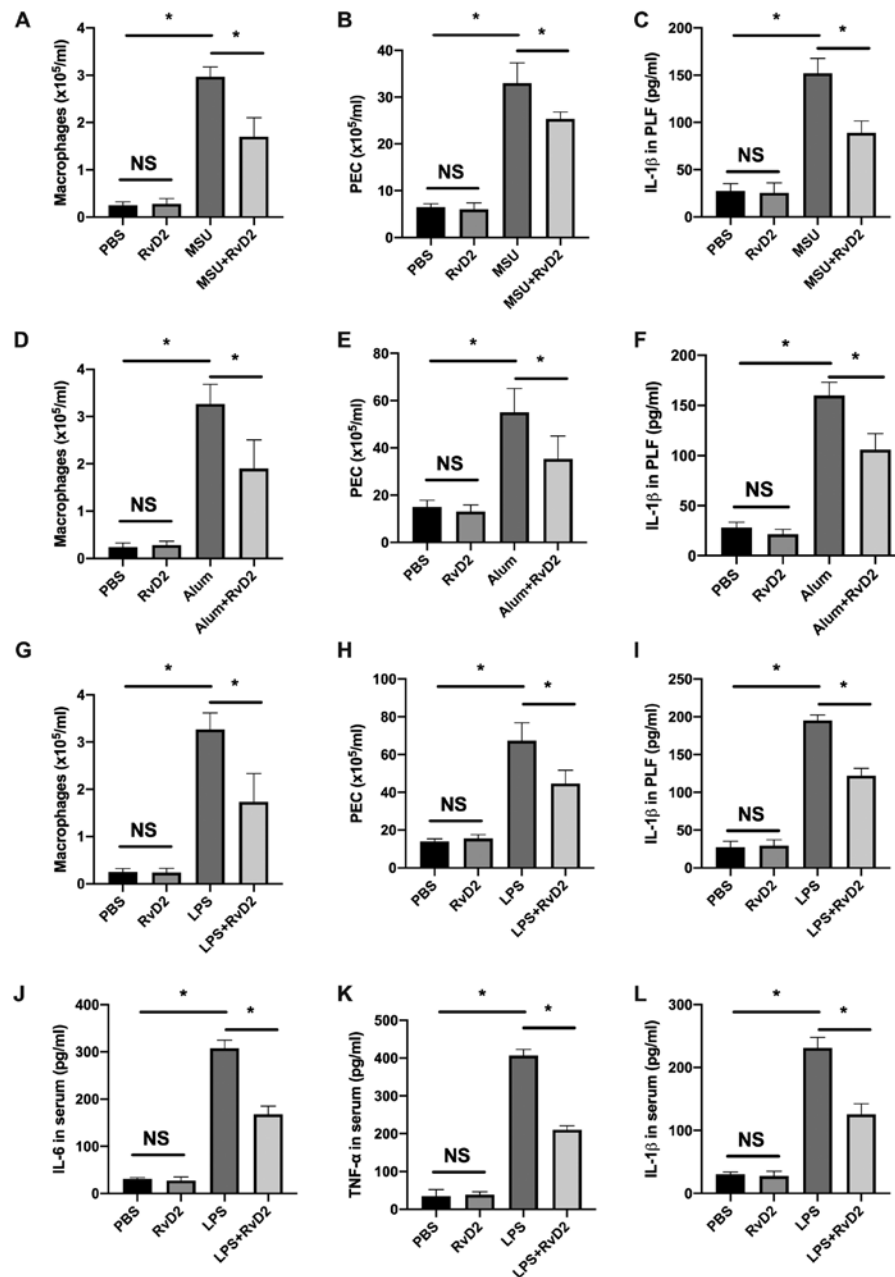 A
Macrophages (x10⁵/ml)
4
3
2
1
0
*
*
NS
PBS
RvD2
MSU
MSU+RvD2
B
PEC (x10⁵/ml)
40
30
20
10
0
*
*
NS
PBS
RvD2
MSU
MSU+RvD2
C
IL-1β in PLF (pg/ml)
200
150
100
50
0
*
*
NS
PBS
RvD2
MSU
MSU+RvD2
D
Macrophages (x10⁵/ml)
4
3
2
1
0
*
*
NS
PBS
RvD2
Alum
Alum+RvD2
E
PEC (x10⁵/ml)
80
60
40
20
0
*
*
NS
PBS
RvD2
Alum
Alum+RvD2
F
IL-1β in PLF (pg/ml)
200
150
100
50
0
*
*
NS
PBS
RvD2
Alum
Alum+RvD2
G
Macrophages (x10⁵/ml)
4
3
2
1
0
*
*
NS
PBS
RvD2
LPS
LPS+RvD2
H
PEC (x10⁵/ml)
100
80
60
40
20
0
*
*
NS
PBS
RvD2
LPS
LPS+RvD2
I
IL-1β in PLF (pg/ml)
250
200
150
100
50
0
*
*
NS
PBS
RvD2
LPS
LPS+RvD2
J
IL-6 in serum (pg/ml)
400
300
200
100
0
*
*
NS
PBS
RvD2
LPS
LPS+RvD2
K
TNF-α in serum (pg/ml)
500
400
300
200
100
0
*
*
NS
PBS
RvD2
LPS
LPS+RvD2
L
IL-1β in serum (pg/ml)
300
200
100
0
*
*
NS
PBS
RvD2
LPS
LPS+RvD2